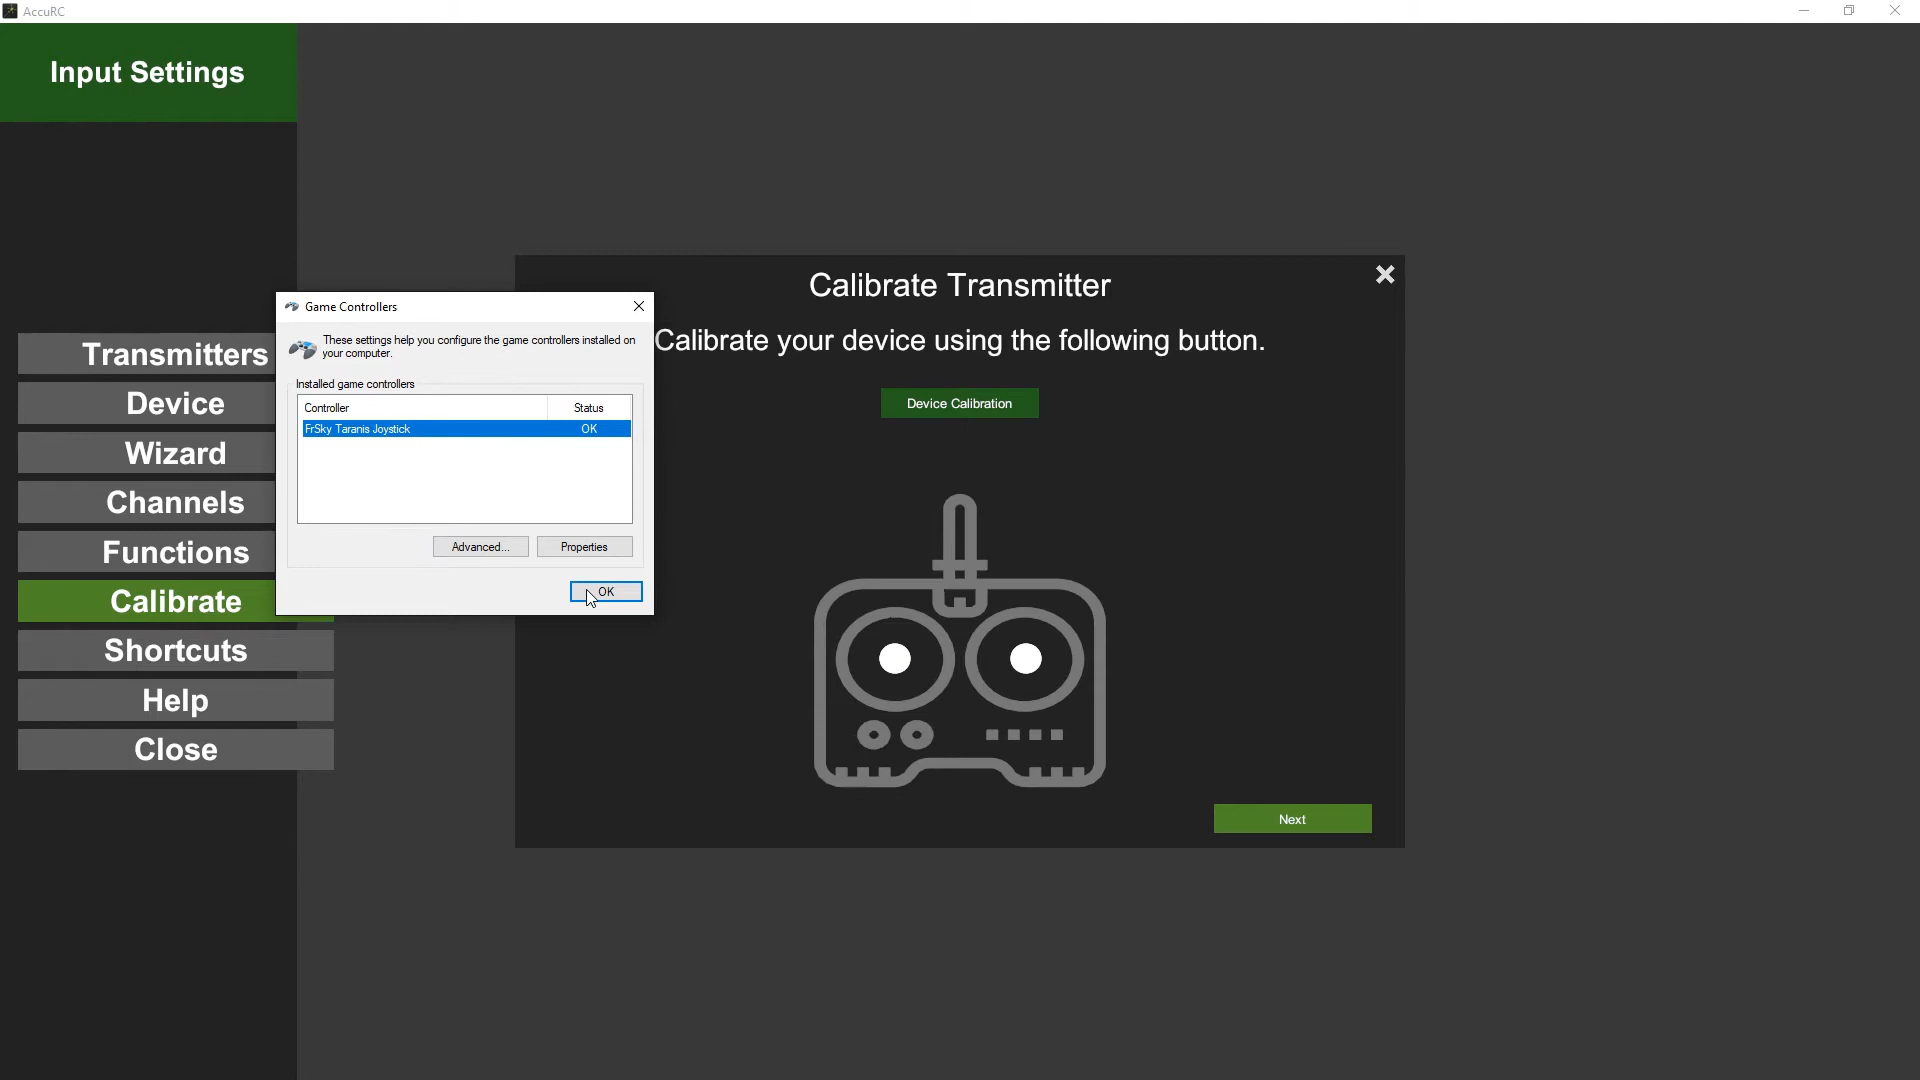 AccuRC
Input Settings
Transmitters
Device
Wizard
Channels
Functions
Calibrate
Shortcuts
Help
Close
Game Controllers
These settings help you configure the game controllers installed on
your computer.
Installed game controllers
Controller Status
FrSky Taranis Joystick OK
Advanced... Properties
OK
Calibrate Transmitter
Calibrate your device using the following button.
Device Calibration
Next